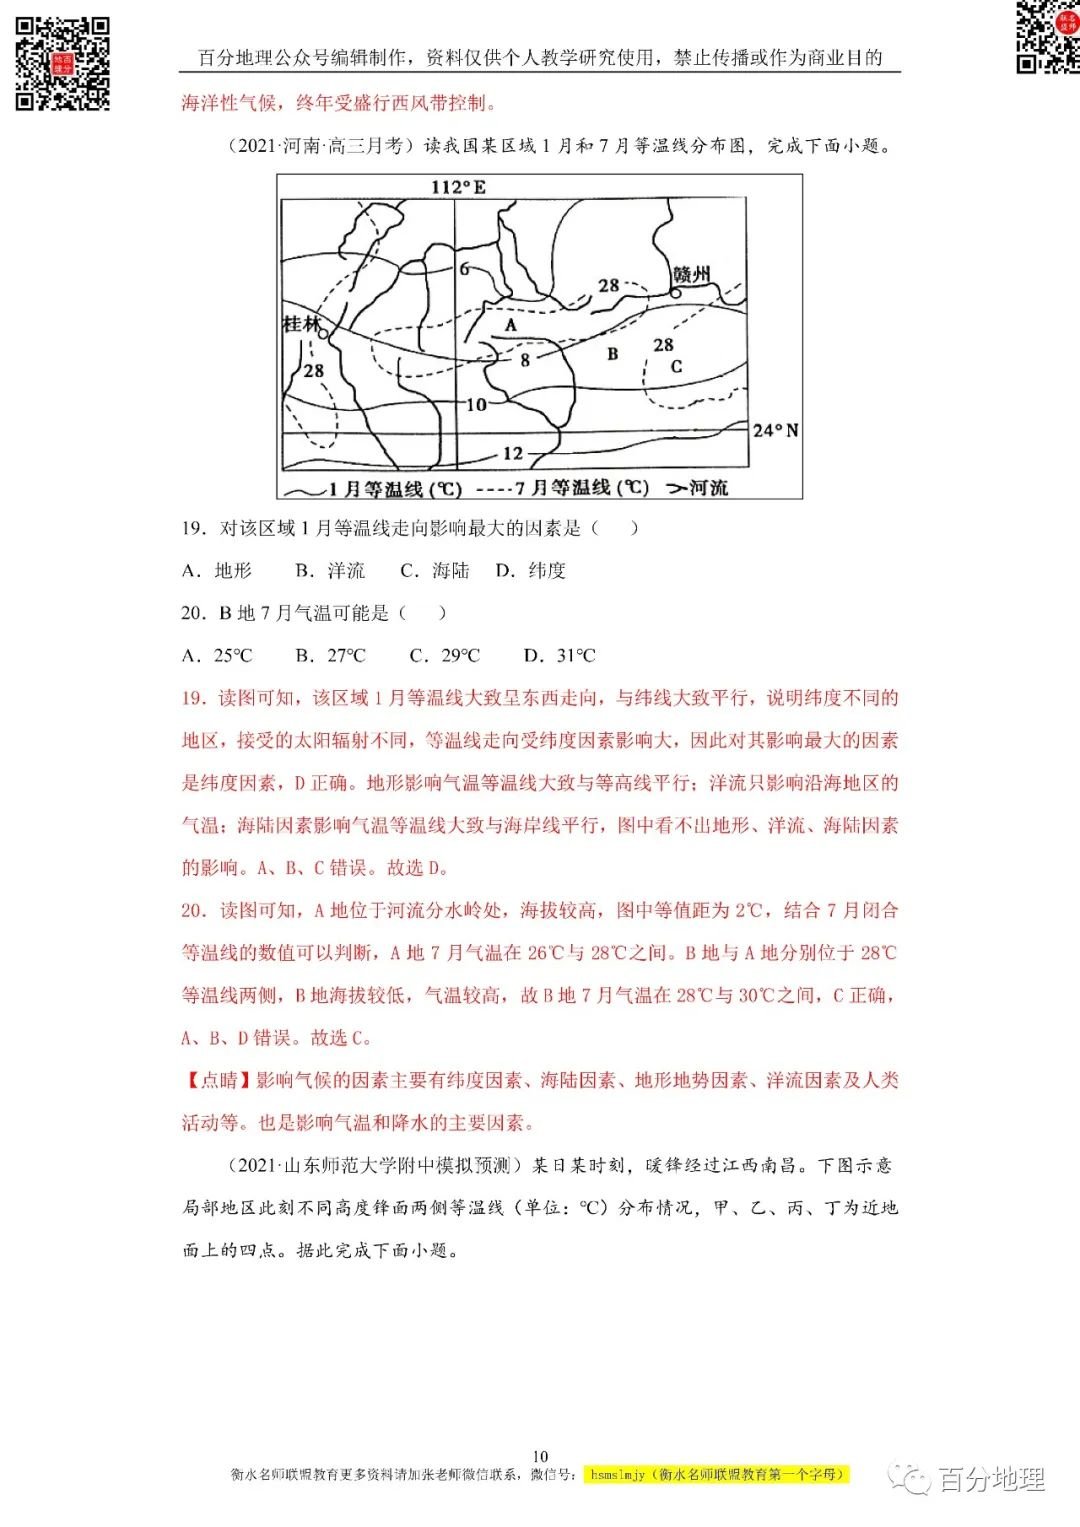 百分地理公众号编辑制作，资料仅供个人教学研究使用，禁止传播或作为商业目的
海洋性气候，终年受盛行西风带控制。
（2021·河南·高三月考）读我国某区域1月和7月等温线分布图，完成下面小题。
112°E
6
28
赣州
桂林
A
8
B
28
C
28
10
24°N
12
1月等温线(℃) 7月等温线(℃) 河流
19．对该区域1月等温线走向影响最大的因素是（ ）
A．地形 B．洋流 C．海陆 D．纬度
20．B地7月气温可能是（ ）
A．25℃ B．27℃ C．29℃ D．31℃
19．读图可知，该区域1月等温线大致呈东西走向，与纬线大致平行，说明纬度不同的
地区，接受的太阳辐射不同，等温线走向受纬度因素影响大，因此对其影响最大的因素
是纬度因素，D正确。地形影响气温等温线大致与等高线平行；洋流只影响沿海地区的
气温；海陆因素影响气温等温线大致与海岸线平行，图中看不出地形、洋流、海陆因素
的影响。A、B、C错误。故选D。
20．读图可知，A地位于河流分水岭处，海拔较高，图中等值距为2℃，结合7月闭合
等温线的数值可以判断，A地7月气温在26℃与28℃之间。B地与A地分别位于28℃
等温线两侧，B地海拔较低，气温较高，故B地7月气温在28℃与30℃之间，C正确，
A、B、D错误。故选C。
【点睛】影响气候的因素主要有纬度因素、海陆因素、地形地势因素、洋流因素及人类
活动等。也是影响气温和降水的主要因素。
（2021·山东师范大学附中模拟预测）某日某时刻，暖锋经过江西南昌。下图示意
局部地区此刻不同高度锋面两侧等温线（单位：℃）分布情况，甲、乙、丙、丁为近地
面上的四点。据此完成下面小题。
10
衡水名师联盟教育更多资料请加张老师微信联系，微信号： hsmslmjy（衡水名师联盟教育第一个字母）
百分地理